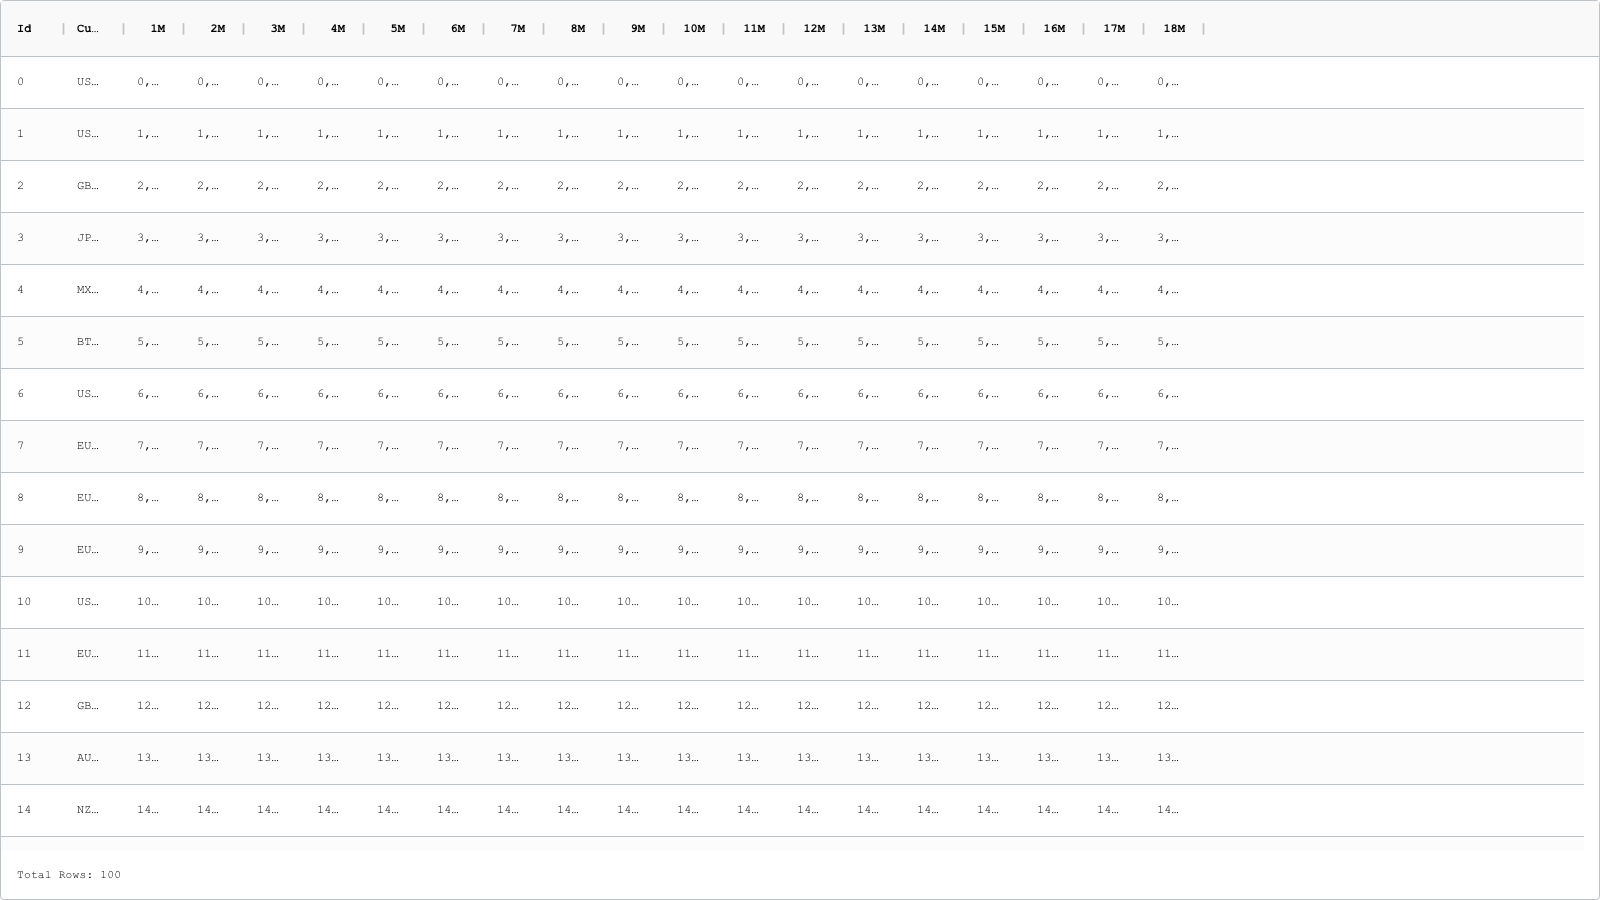 Id Cu… 1M 2M 3M 4M 5M 6M 7M 8M 9M 10M 11M 12M 13M 14M 15M 16M 17M 18M
0 US… 0,… 0,… 0,… 0,… 0,… 0,… 0,… 0,… 0,… 0,… 0,… 0,… 0,… 0,… 0,… 0,… 0,… 0,…
1 US… 1,… 1,… 1,… 1,… 1,… 1,… 1,… 1,… 1,… 1,… 1,… 1,… 1,… 1,… 1,… 1,… 1,… 1,…
2 GB… 2,… 2,… 2,… 2,… 2,… 2,… 2,… 2,… 2,… 2,… 2,… 2,… 2,… 2,… 2,… 2,… 2,… 2,…
3 JP… 3,… 3,… 3,… 3,… 3,… 3,… 3,… 3,… 3,… 3,… 3,… 3,… 3,… 3,… 3,… 3,… 3,… 3,…
4 MX… 4,… 4,… 4,… 4,… 4,… 4,… 4,… 4,… 4,… 4,… 4,… 4,… 4,… 4,… 4,… 4,… 4,… 4,…
5 BT… 5,… 5,… 5,… 5,… 5,… 5,… 5,… 5,… 5,… 5,… 5,… 5,… 5,… 5,… 5,… 5,… 5,… 5,…
6 US… 6,… 6,… 6,… 6,… 6,… 6,… 6,… 6,… 6,… 6,… 6,… 6,… 6,… 6,… 6,… 6,… 6,… 6,…
7 EU… 7,… 7,… 7,… 7,… 7,… 7,… 7,… 7,… 7,… 7,… 7,… 7,… 7,… 7,… 7,… 7,… 7,… 7,…
8 EU… 8,… 8,… 8,… 8,… 8,… 8,… 8,… 8,… 8,… 8,… 8,… 8,… 8,… 8,… 8,… 8,… 8,… 8,…
9 EU… 9,… 9,… 9,… 9,… 9,… 9,… 9,… 9,… 9,… 9,… 9,… 9,… 9,… 9,… 9,… 9,… 9,… 9,…
10 US… 10… 10… 10… 10… 10… 10… 10… 10… 10… 10… 10… 10… 10… 10… 10… 10… 10… 10…
11 EU… 11… 11… 11… 11… 11… 11… 11… 11… 11… 11… 11… 11… 11… 11… 11… 11… 11… 11…
12 GB… 12… 12… 12… 12… 12… 12… 12… 12… 12… 12… 12… 12… 12… 12… 12… 12… 12… 12…
13 AU… 13… 13… 13… 13… 13… 13… 13… 13… 13… 13… 13… 13… 13… 13… 13… 13… 13… 13…
14 NZ… 14… 14… 14… 14… 14… 14… 14… 14… 14… 14… 14… 14… 14… 14… 14… 14… 14… 14…
Total Rows: 100